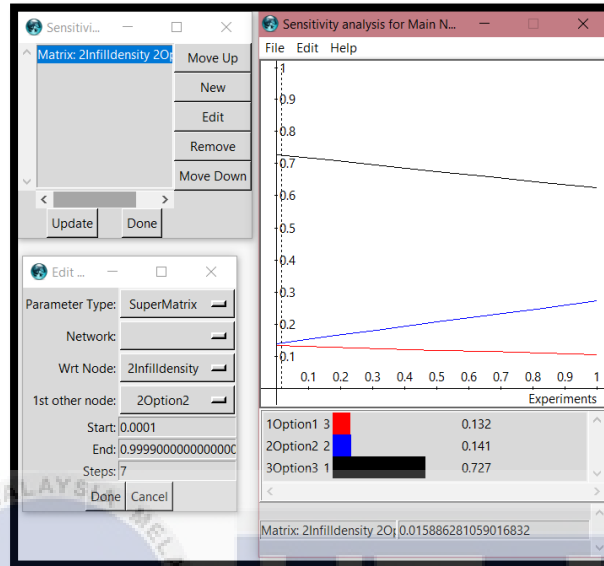 Sensitivi...
Matrix: 2Infilldensity 2Op
Move Up
New
Edit
Remove
Move Down
Update
Done
Edit ...
Parameter Type: SuperMatrix
Network:
Wrt Node: 2Infilldensity
1st other node: 2Option2
Start: 0.0001
End: 0.9999000000000000
Steps: 7
Done
Cancel
Sensitivity analysis for Main N...
File Edit Help
1
0.9
0.8
0.7
0.6
0.5
0.4
0.3
0.2
0.1
0.1 0.2 0.3 0.4 0.5 0.6 0.7 0.8 0.9 1
Experiments
1Option1 3 0.132
2Option2 2 0.141
3Option3 1 0.727
Matrix: 2Infilldensity 2Op 0.015886281059016832